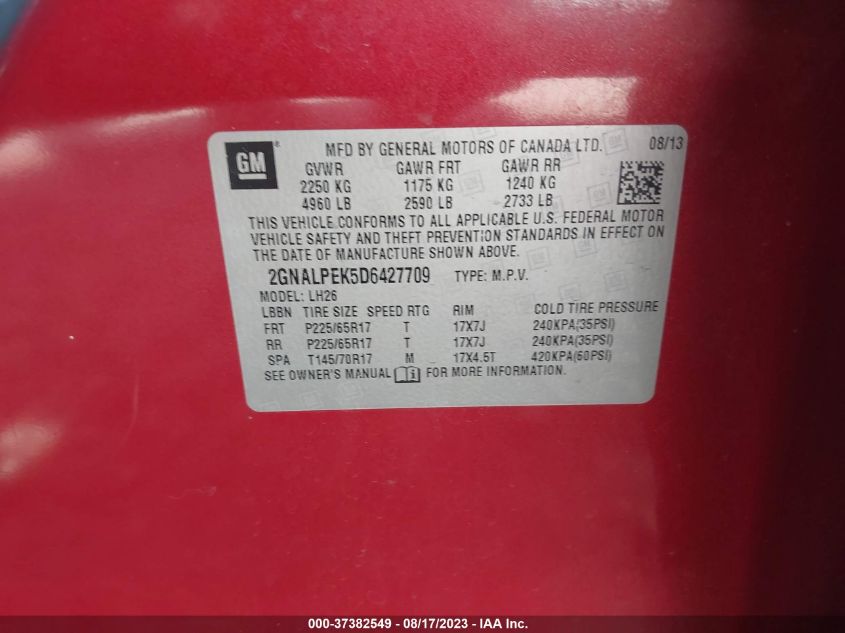 GM ®
MFD BY GENERAL MOTORS OF CANADA LTD. 08/13
GVWR GAWR FRT GAWR RR
2250 KG 1175 KG 1240 KG
4960 LB 2590 LB 2733 LB
THIS VEHICLE CONFORMS TO ALL APPLICABLE U.S. FEDERAL MOTOR
VEHICLE SAFETY AND THEFT PREVENTION STANDARDS IN EFFECT ON
THE DATE OF MANUFACTURE SHOWN ABOVE.
2GNALPEK5D6427709 TYPE: M.P.V.
MODEL: LH26
LBBN TIRE SIZE SPEED RTG RIM COLD TIRE PRESSURE
FRT P225/65R17 T 17X7J 240KPA(35PSI)
RR P225/65R17 T 17X7J 240KPA(35PSI)
SPA T145/70R17 M 17X4.5T 420KPA(60PSI)
SEE OWNER'S MANUAL FOR MORE INFORMATION.
000-37382549 - 08/17/2023 - IAA Inc.